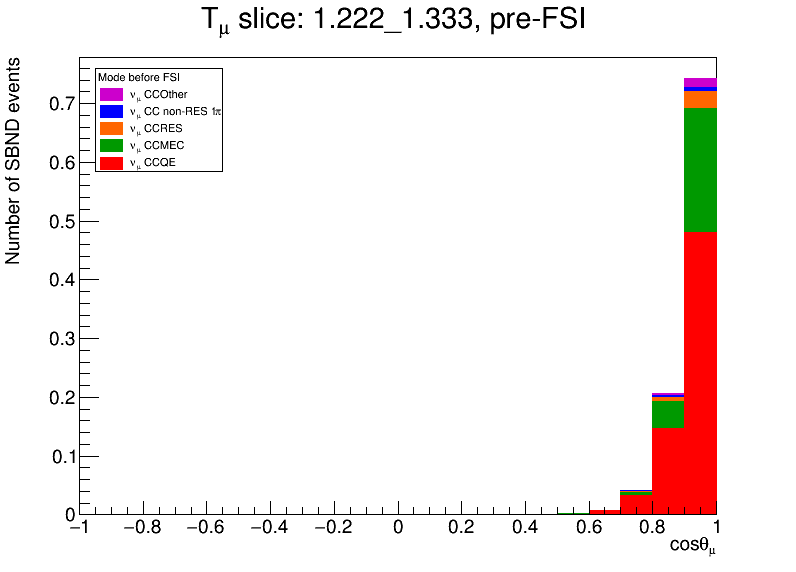 Tμ slice: 1.222_1.333, pre-FSI
Number of SBND events
Mode before FSI
νμ CCOther
νμ CC non-RES 1π
νμ CCRES
νμ CCMEC
νμ CCQE
0.7
0.6
0.5
0.4
0.3
0.2
0.1
0
−1 −0.8 −0.6 −0.4 −0.2 0 0.2 0.4 0.6 0.8 1
cosθμ